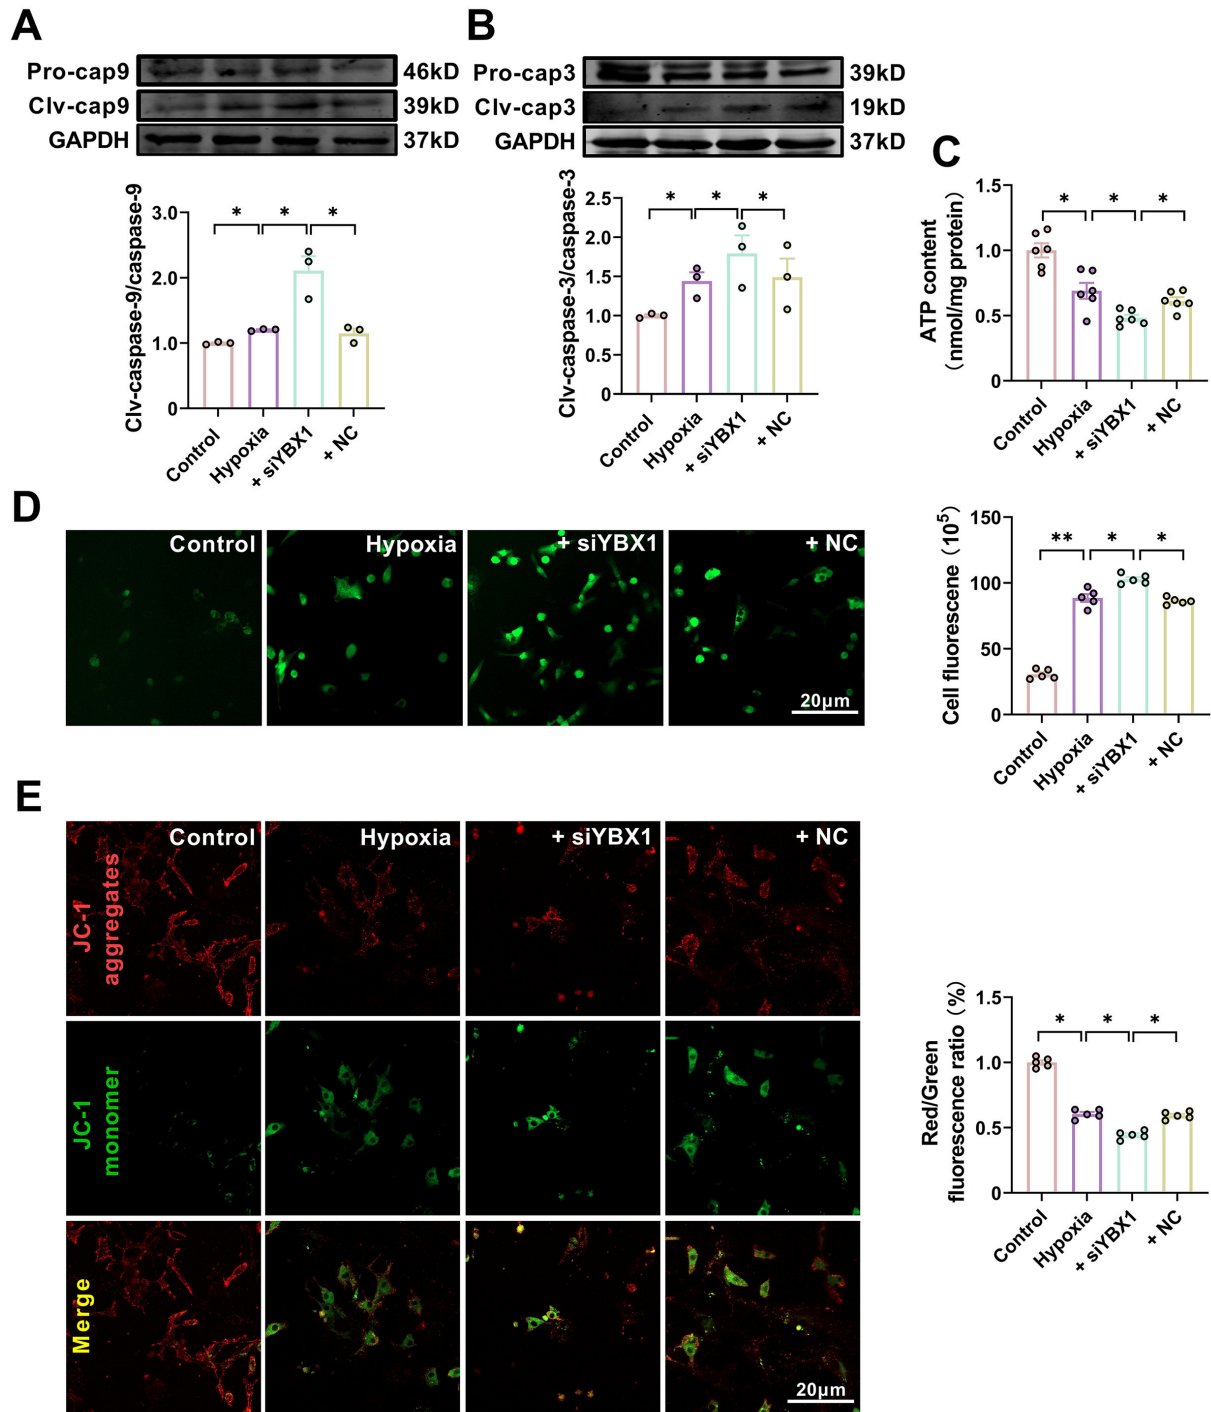 A
Pro-cap9 46kD
Clv-cap9 39kD
GAPDH 37kD
Clv-caspase-9/caspase-9
3.0
2.0
1.0
0
* * *
Control
Hypoxia
+ siYBX1
+ NC
B
Pro-cap3 39kD
Clv-cap3 19kD
GAPDH 37kD
Clv-caspase-3/caspase-3
2.5
2.0
1.5
1.0
0.5
0
* * *
Control
Hypoxia
+ siYBX1
+ NC
C
ATP content
(nmol/mg protein)
1.5
1.0
0.5
0
* * *
Control
Hypoxia
+ siYBX1
+ NC
D
Control
Hypoxia
+ siYBX1
+ NC
20μm
Cell fluorescene (10⁵)
150
100
50
0
** * *
Control
Hypoxia
+ siYBX1
+ NC
E
Control
Hypoxia
+ siYBX1
+ NC
JC-1
aggregates
JC-1
monomer
Merge
20μm
Red/Green
fluorescence ratio (%)
1.5
1.0
0.5
0
* * *
Control
Hypoxia
+ siYBX1
+ NC